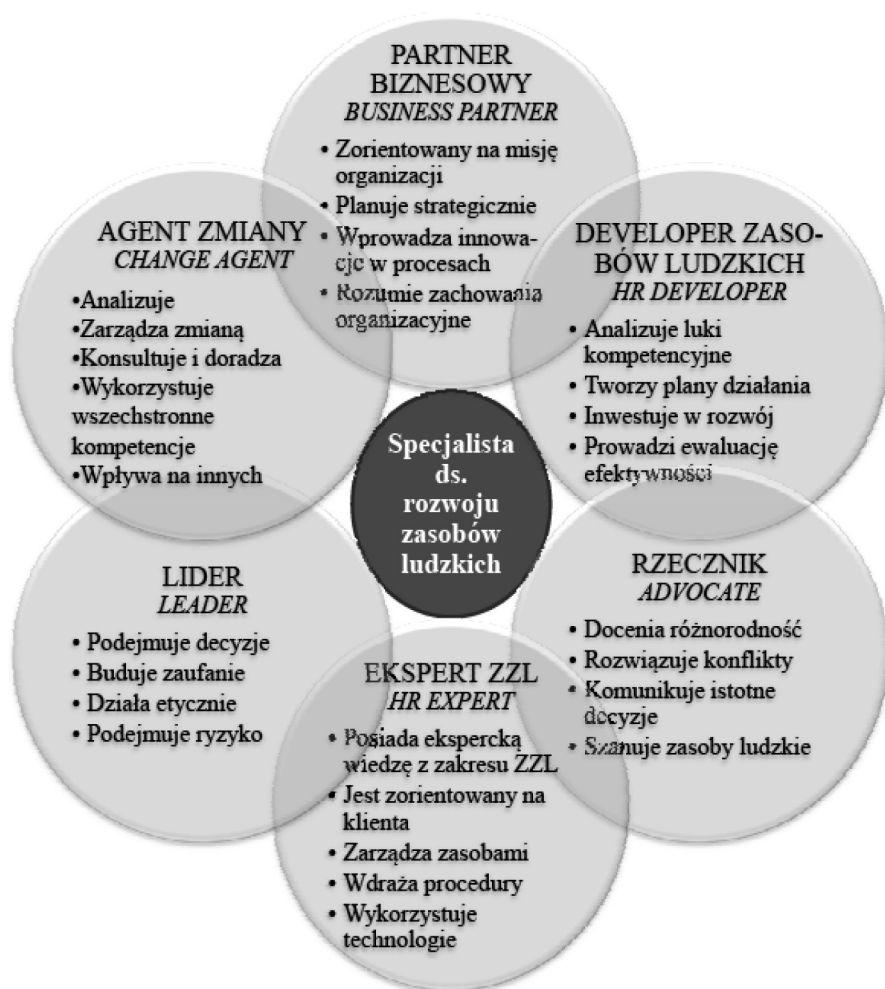 PARTNER
BIZNESOWY
BUSINESS PARTNER
• Zorientowany na misję
organizacji
• Planuje strategicznie
• Wprowadza innowa-
cje w procesach
• Rozumie zachowania
organizacyjne
DEVELOPER ZASO-
BÓW LUDZKICH
HR DEVELOPER
• Analizuje luki
kompetencyjne
• Tworzy plany działania
• Inwestuje w rozwój
• Prowadzi ewaluację
efektywności
RZECZNIK
ADVOCATE
• Docenia różnorodność
• Rozwiązuje konflikty
• Komunikuje istotne
decyzje
• Szanuje zasoby ludzkie
EKSPERT ZZL
HR EXPERT
• Posiada ekspercką
wiedzę z zakresu ZZL
• Jest zorientowany na
klienta
• Zarządza zasobami
• Wdraża procedury
• Wykorzystuje
technologie
LIDER
LEADER
• Podejmuje decyzje
• Buduje zaufanie
• Działa etycznie
• Podejmuje ryzyko
AGENT ZMIANY
CHANGE AGENT
•Analizuje
•Zarządza zmianą
•Konsultuje i doradza
•Wykorzystuje
wszechstronne
kompetencje
•Wpływa na innych
Specjalista
ds.
rozwoju
zasobów
ludzkich